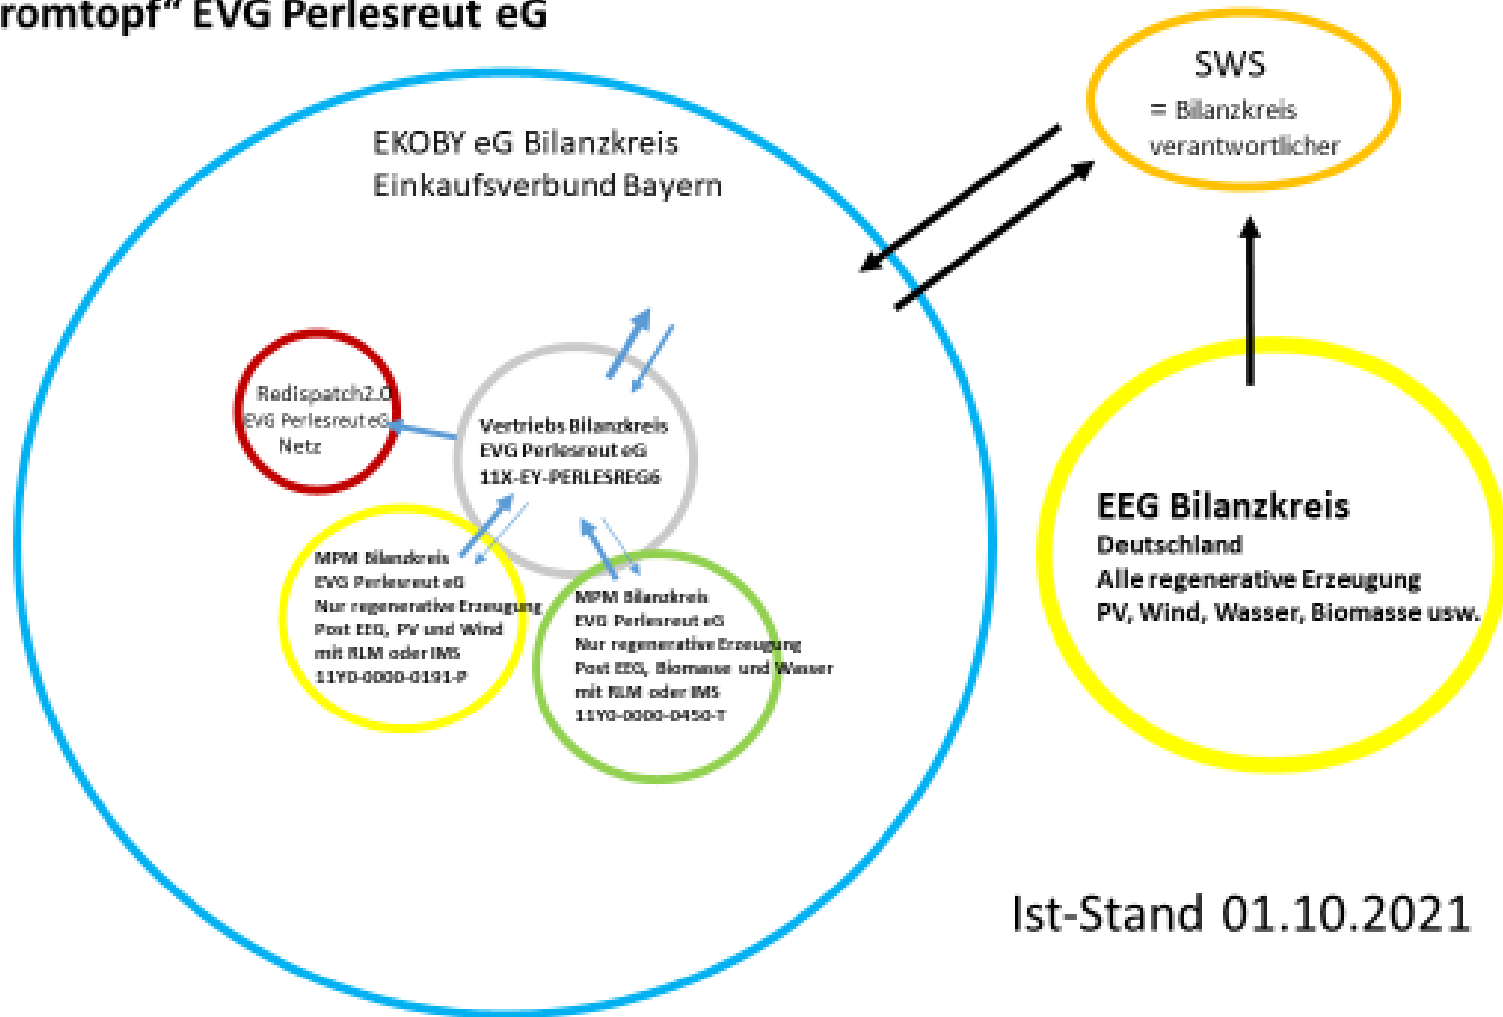 romtopf“ EVG Perlesreut eG
SWS
= Bilanzkreis
verantwortlicher
EKOBY eG Bilanzkreis
Einkaufsverbund Bayern
Redispatch2.0
EVG Perlesreut eG
Netz
Vertriebs Bilanzkreis
EVG Perlesreut eG
11X-EY-PERLESREG6
MPM Bilanzkreis
EVG Perlesreut eG
Nur regenerative Erzeugung
Post EEG, PV und Wind
mit RLM oder IMS
11Y0-0000-0191-P
MPM Bilanzkreis
EVG Perlesreut eG
Nur regenerative Erzeugung
Post EEG, Biomasse und Wasser
mit RLM oder IMS
11Y0-0000-0450-T
EEG Bilanzkreis
Deutschland
Alle regenerative Erzeugung
PV, Wind, Wasser, Biomasse usw.
Ist-Stand 01.10.2021